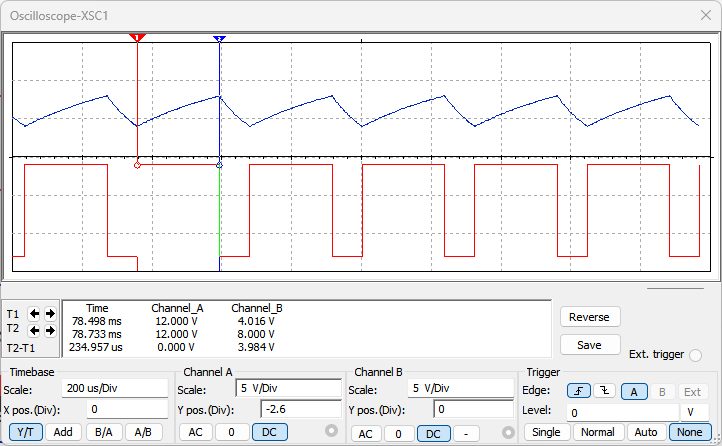 Oscilloscope-XSC1
1
2
Time Channel_A Channel_B
T1 78.498 ms 12.000 V 4.016 V
T2 78.733 ms 12.000 V 8.000 V
T2-T1 234.957 us 0.000 V 3.984 V
Reverse
Save
Ext. trigger
Timebase
Scale: 200 us/Div
X pos.(Div): 0
Y/T Add B/A A/B
Channel A
Scale: 5 V/Div
Y pos.(Div): -2.6
AC 0 DC
Channel B
Scale: 5 V/Div
Y pos.(Div): 0
AC 0 DC -
Trigger
Edge: A B Ext
Level: 0 V
Single Normal Auto None